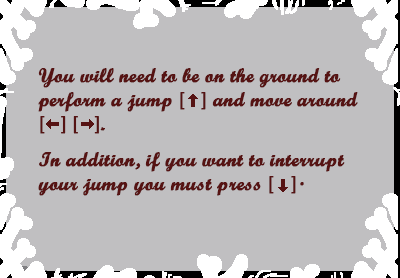 You will need to be on the ground to
perform a jump [↑] and move around
[←] [→].
In addition, if you want to interrupt
your jump you must press [↓].